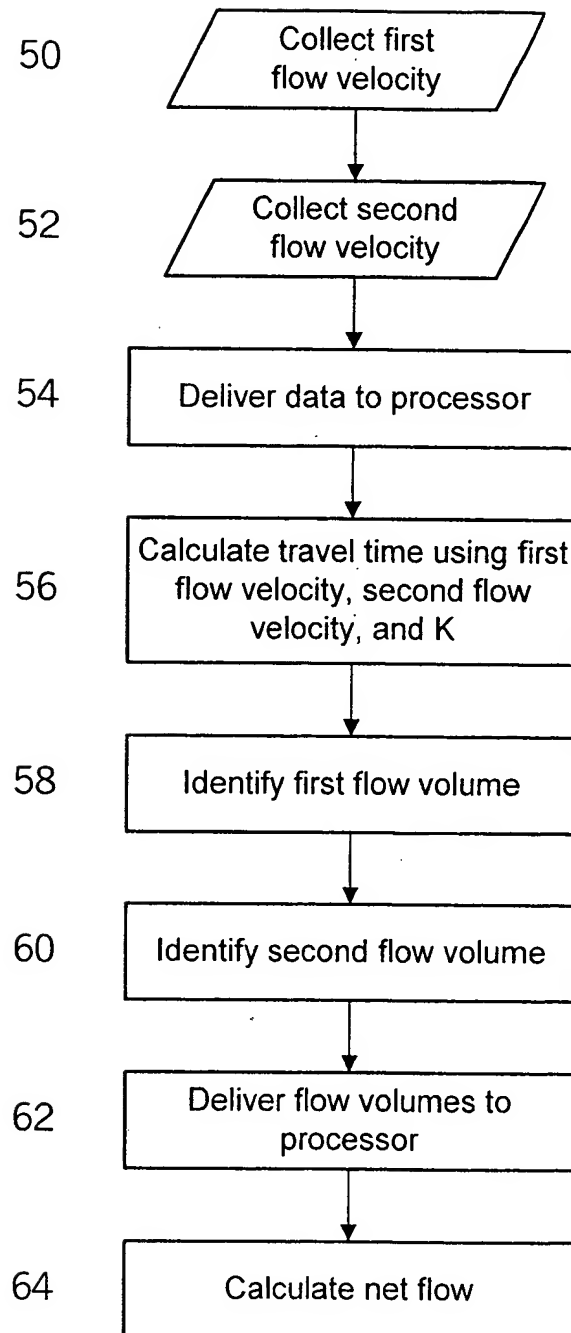 50
Collect first
flow velocity
52
Collect second
flow velocity
54
Deliver data to processor
56
Calculate travel time using first
flow velocity, second flow
velocity, and K
58
Identify first flow volume
60
Identify second flow volume
62
Deliver flow volumes to
processor
64
Calculate net flow